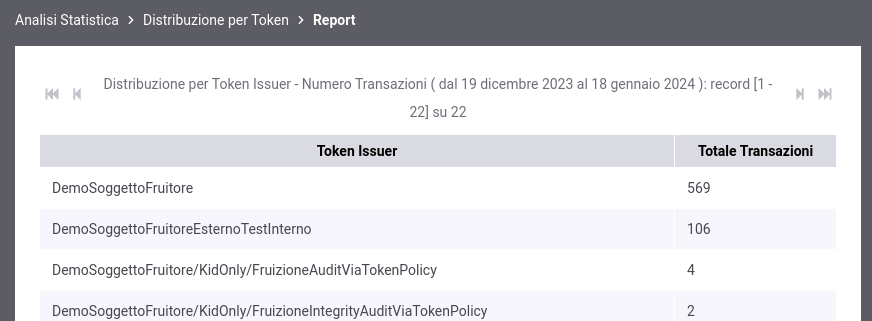 Analisi Statistica > Distribuzione per Token > Report
Distribuzione per Token Issuer - Numero Transazioni ( dal 19 dicembre 2023 al 18 gennaio 2024 ): record [1 -
22] su 22
Token Issuer Totale Transazioni
DemoSoggettoFruitore 569
DemoSoggettoFruitoreEsternoTestInterno 106
DemoSoggettoFruitore/KidOnly/FruizioneAuditViaTokenPolicy 4
DemoSoggettoFruitore/KidOnly/FruizioneIntegrityAuditViaTokenPolicy 2